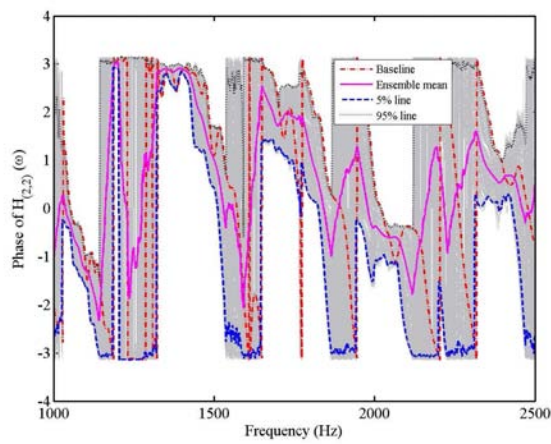 4
3
2
1
0
-1
-2
-3
-4
Phase of H(2,2) (ω)
Baseline
Ensemble mean
5% line
95% line
1000
1500
2000
2500
Frequency (Hz)